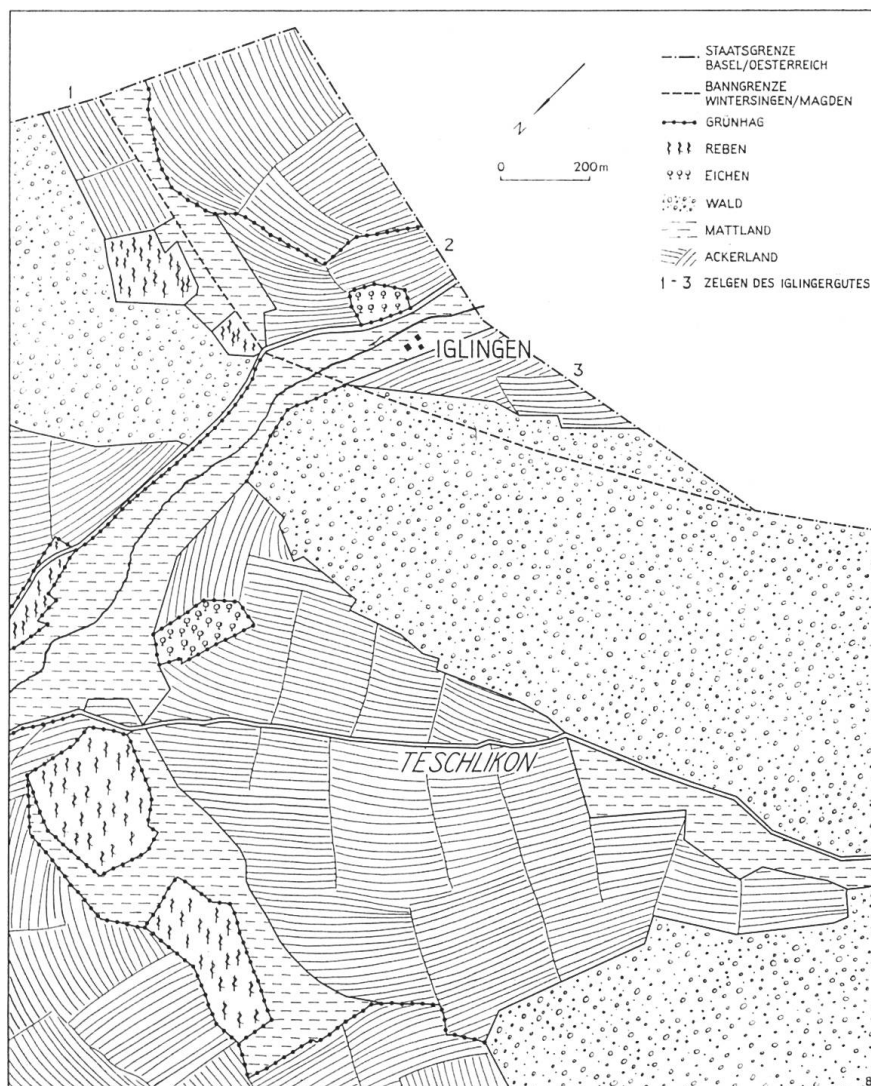 1
2
3
IGLINGEN
TESCHLIKON
N
0 200m
STAATSGRENZE
BASEL/OESTERREICH
BANNGRENZE
WINTERSINGEN/MAGDEN
GRÜNHAG
REBEN
EICHEN
WALD
MATTLAND
ACKERLAND
1-3 ZELGEN DES IGLINGERGUTES
8